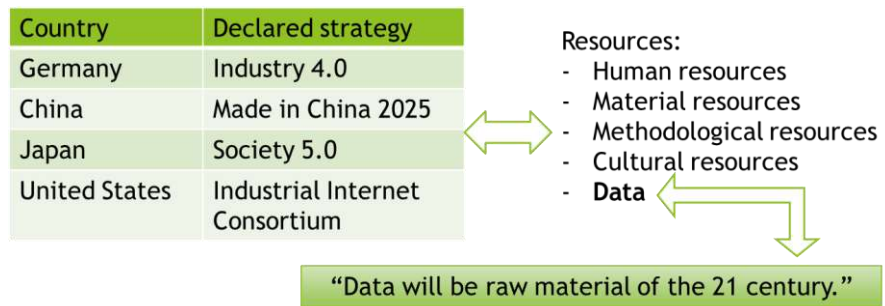 Country Declared strategy
Germany Industry 4.0
China Made in China 2025
Japan Society 5.0
United States Industrial Internet
Consortium
Resources:
- Human resources
- Material resources
- Methodological resources
- Cultural resources
- Data
“Data will be raw material of the 21 century.”